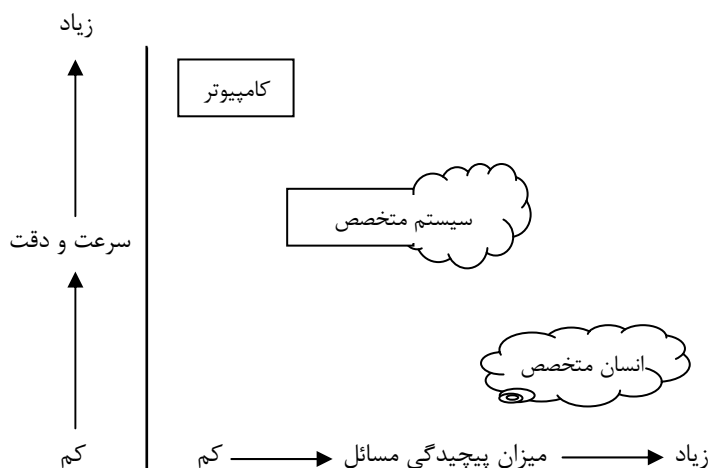 زیاد
کامپیوتر
سیستم متخصص
سرعت و دقت
انسان متخصص
کم
کم
میزان پیچیدگی مسائل
زیاد